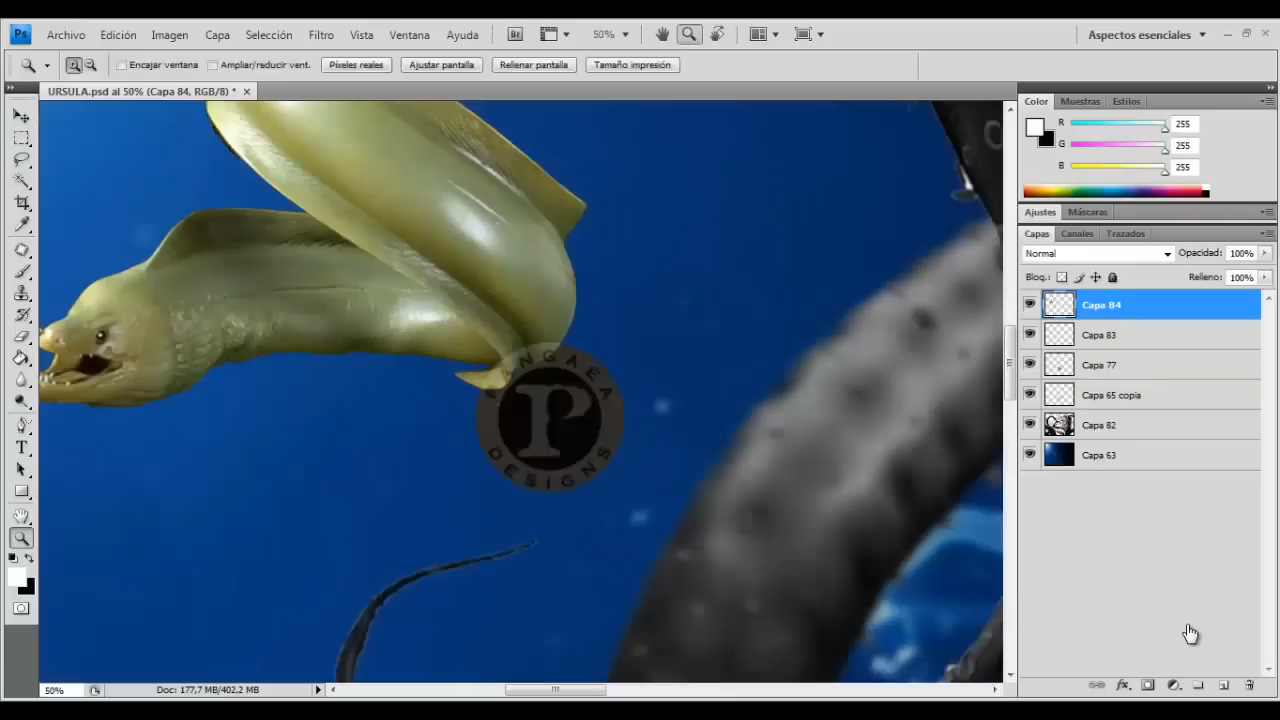 Ps Archivo Edición Imagen Capa Selección Filtro Vista Ventana Ayuda Br 50% Aspectos esenciales
Encajar ventana Ampliar/reducir vent. Píxeles reales Ajustar pantalla Rellenar pantalla Tamaño impresión
URSULA.psd al 50% (Capa 84, RGB/8) *
Color Muestras Estilos
R 255
G 255
B 255
Ajustes Máscaras
Capas Canales Trazados
Normal Opacidad: 100%
Bloq.: Relleno: 100%
Capa 84
Capa 83
Capa 77
Capa 65 copia
Capa 82
Capa 63
PANGAEA
P
DESIGNS
T
50% Doc: 177,7 MB/402,2 MB
fx